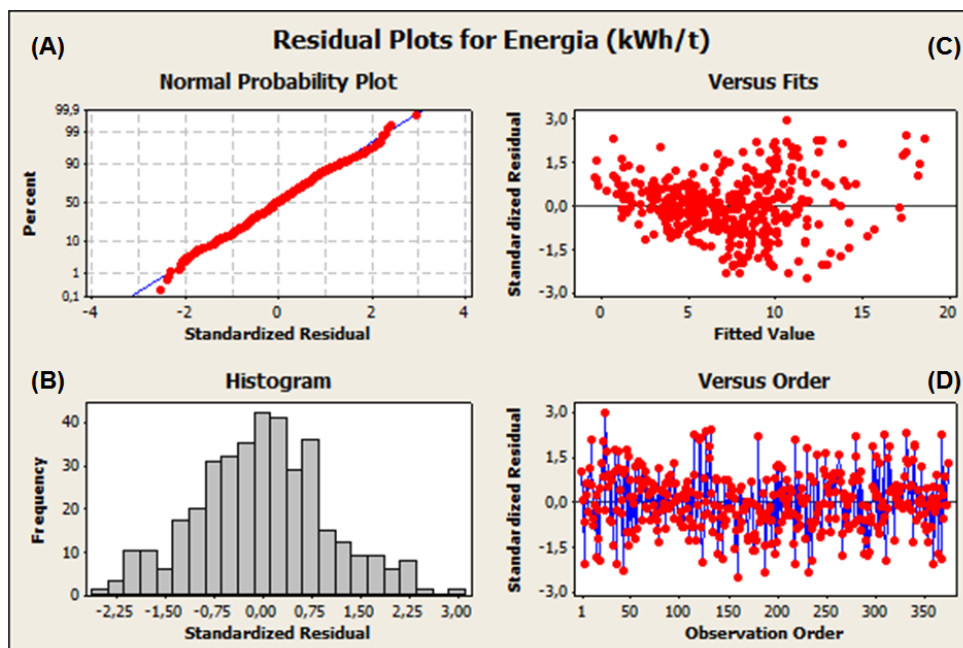 Residual Plots for Energia (kWh/t)
(A)
Normal Probability Plot
99,9
99
90
50
10
1
0,1
Percent
-4 -2 0 2 4
Standardized Residual
(C)
Versus Fits
3,0
1,5
0,0
-1,5
-3,0
Standardized Residual
0 5 10 15 20
Fitted Value
(B)
Histogram
40
30
20
10
0
Frequency
-2,25 -1,50 -0,75 0,00 0,75 1,50 2,25 3,00
Standardized Residual
(D)
Versus Order
3,0
1,5
0,0
-1,5
-3,0
Standardized Residual
1 50 100 150 200 250 300 350
Observation Order